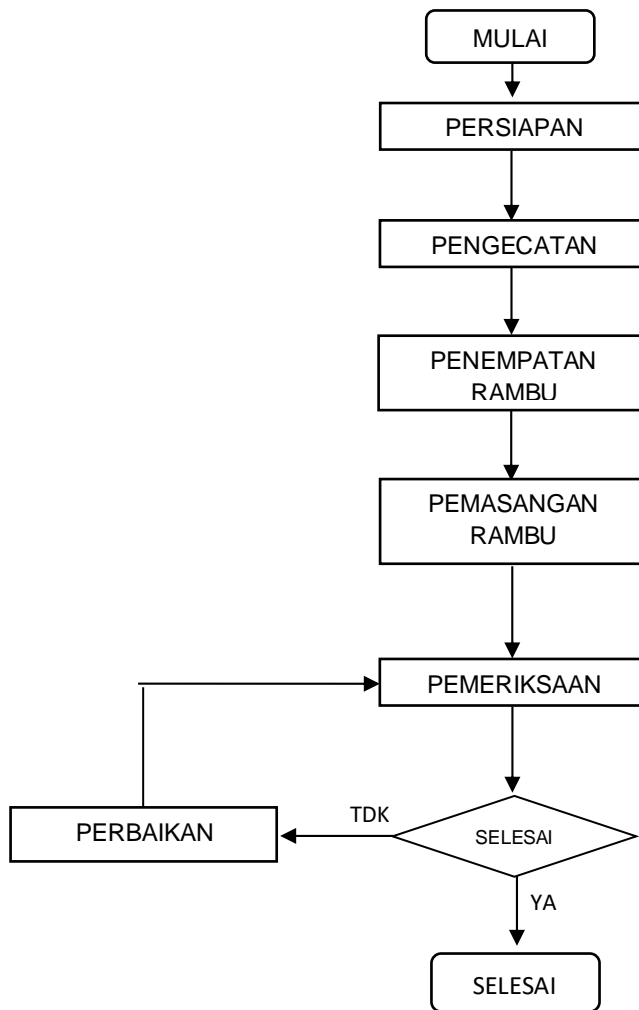 MULAI
PERSIAPAN
PENGECATAN
PENEMPATAN
RAMBU
PEMASANGAN
RAMBU
PEMERIKSAAN
TDK
PERBAIKAN
SELESAI
YA
SELESAI